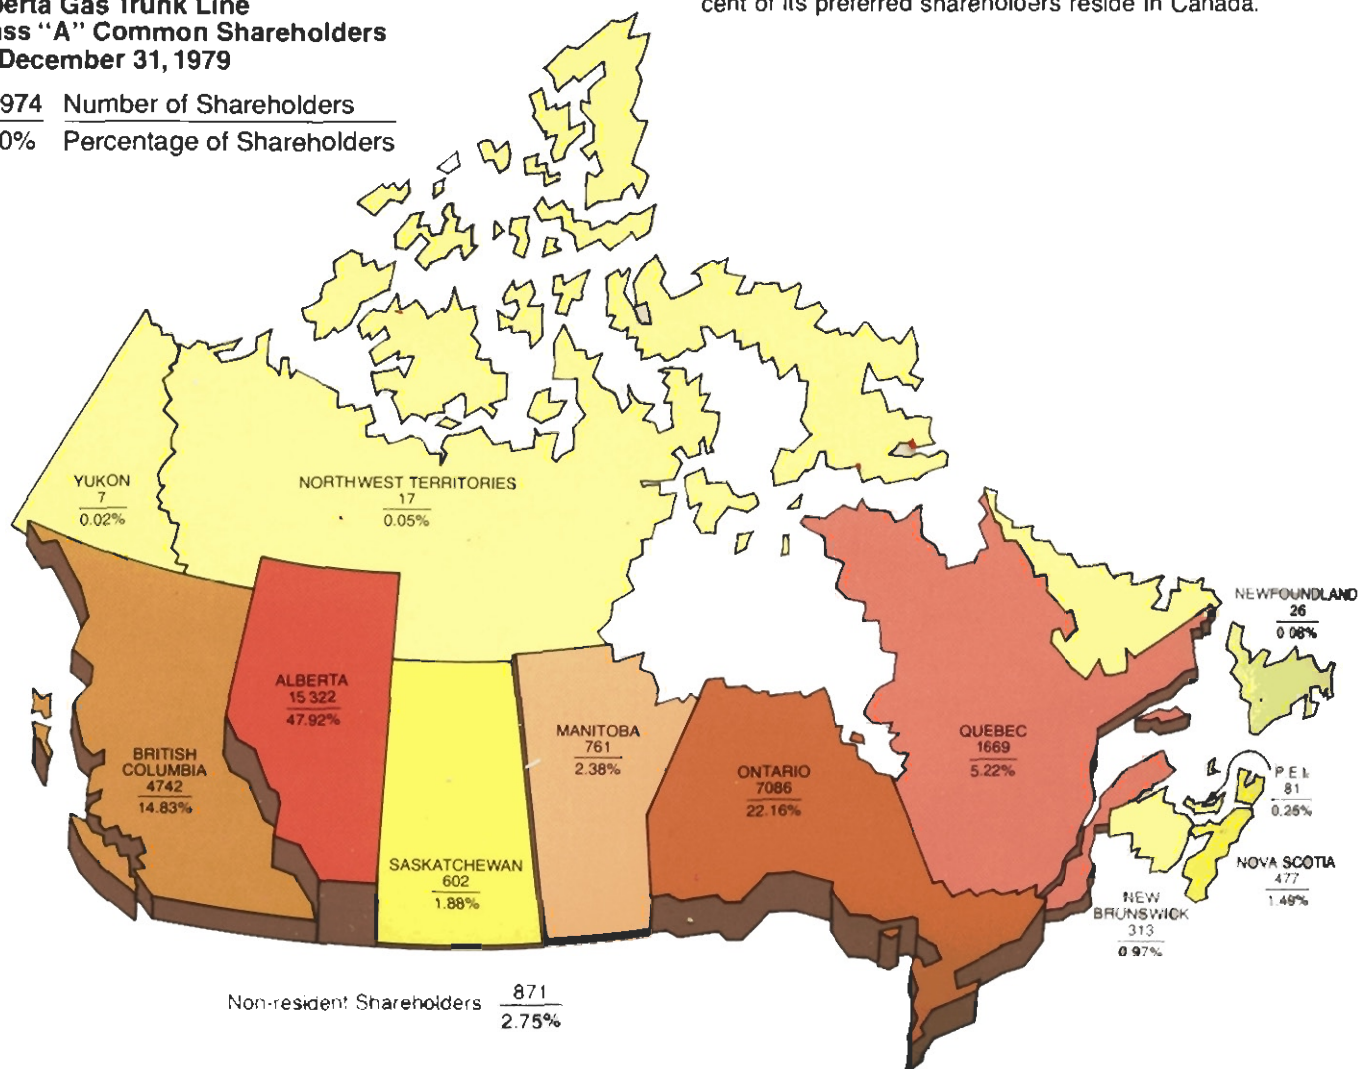 berta Gas Trunk Line
ass “A” Common Shareholders
December 31, 1979
974 Number of Shareholders
0% Percentage of Shareholders
cent of its preferred shareholders reside in Canada.
YUKON
7
0.02%
NORTHWEST TERRITORIES
17
0.05%
NEWFOUNDLAND
26
0.08%
ALBERTA
15 322
47.92%
BRITISH
COLUMBIA
4742
14.83%
SASKATCHEWAN
602
1.88%
MANITOBA
761
2.38%
ONTARIO
7086
22.16%
QUEBEC
1669
5.22%
P.E.I.
81
0.25%
NOVA SCOTIA
477
1.49%
NEW
BRUNSWICK
313
0.97%
Non-resident Shareholders 871
2.75%